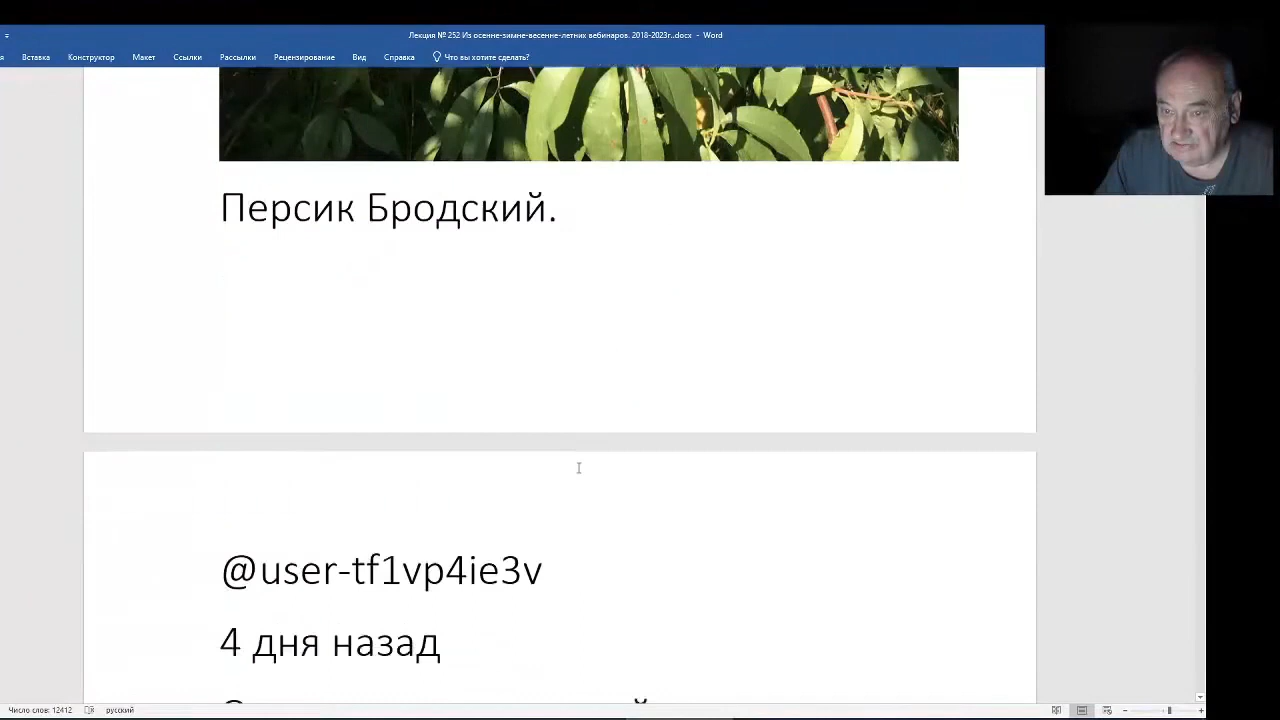 Лекция № 252 Из осенне-зимне-весенне-летних вебинаров. 2018-2023г..docx - Word
я Вставка Конструктор Макет Ссылки Рассылки Рецензирование Вид Справка Что вы хотите сделать?
Персик Бродский.
@user-tf1vp4ie3v
4 дня назад
Число слов: 12412 русский